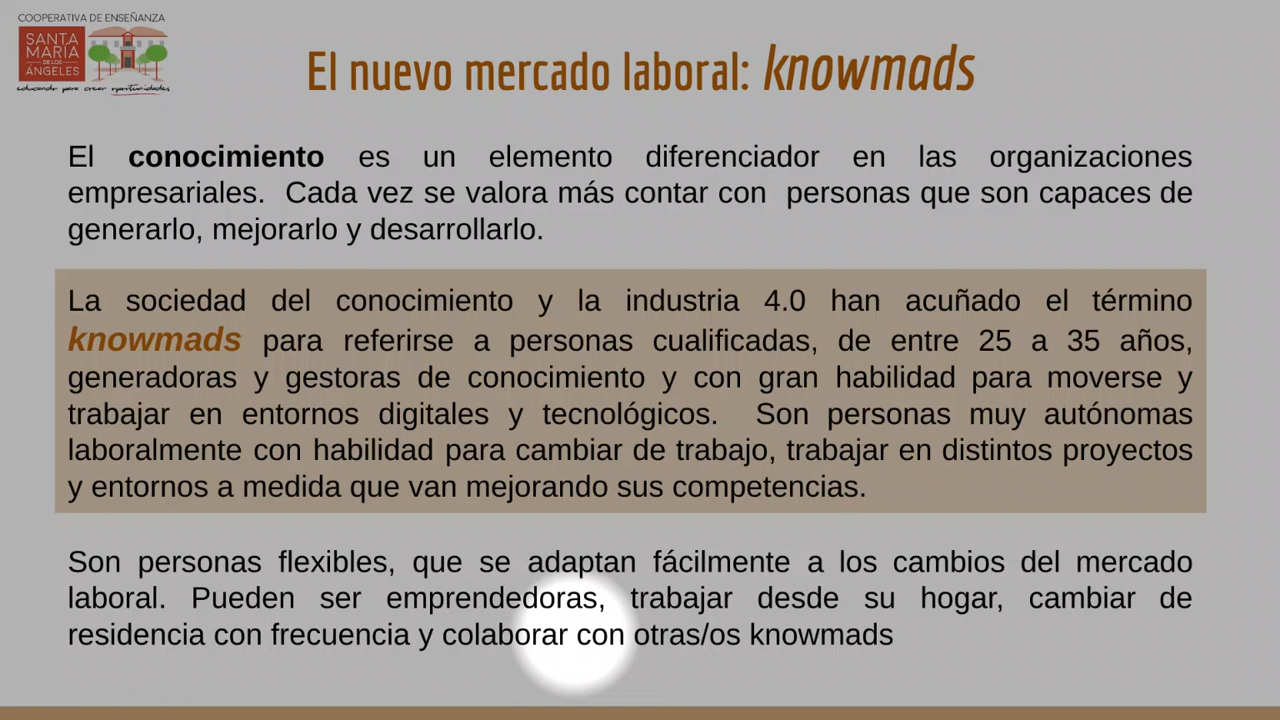 COOPERATIVA DE ENSEÑANZA
SANTA
MARÍA
DE LOS
ÁNGELES
educando para crear oportunidades
El nuevo mercado laboral: knowmads
El conocimiento es un elemento diferenciador en las organizaciones
empresariales. Cada vez se valora más contar con personas que son capaces de
generarlo, mejorarlo y desarrollarlo.
La sociedad del conocimiento y la industria 4.0 han acuñado el término
knowmads para referirse a personas cualificadas, de entre 25 a 35 años,
generadoras y gestoras de conocimiento y con gran habilidad para moverse y
trabajar en entornos digitales y tecnológicos. Son personas muy autónomas
laboralmente con habilidad para cambiar de trabajo, trabajar en distintos proyectos
y entornos a medida que van mejorando sus competencias.
Son personas flexibles, que se adaptan fácilmente a los cambios del mercado
laboral. Pueden ser emprendedoras, trabajar desde su hogar, cambiar de
residencia con frecuencia y colaborar con otras/os knowmads